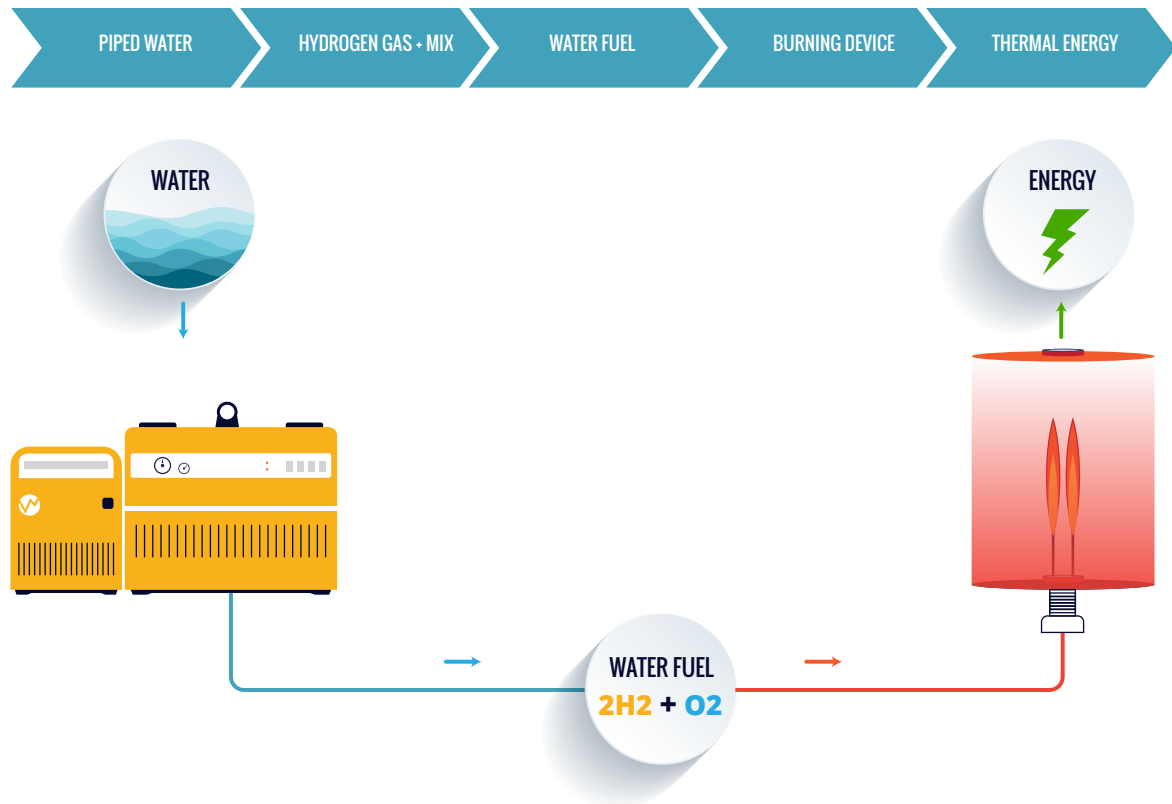 PIPED WATER
HYDROGEN GAS + MIX
WATER FUEL
BURNING DEVICE
THERMAL ENERGY
WATER
ENERGY
WATER FUEL
2H2 + O2